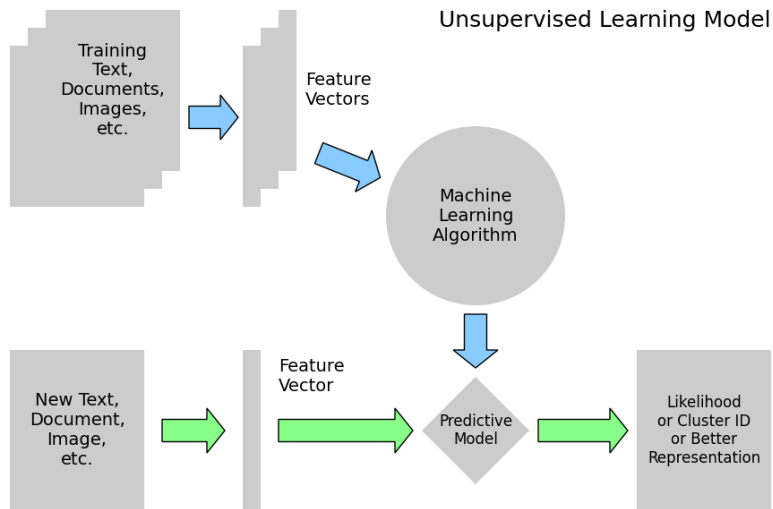 Unsupervised Learning Model
Training
Text,
Documents,
Images,
etc.
Feature
Vectors
Machine
Learning
Algorithm
New Text,
Document,
Image,
etc.
Feature
Vector
Predictive
Model
Likelihood
or Cluster ID
or Better
Representation